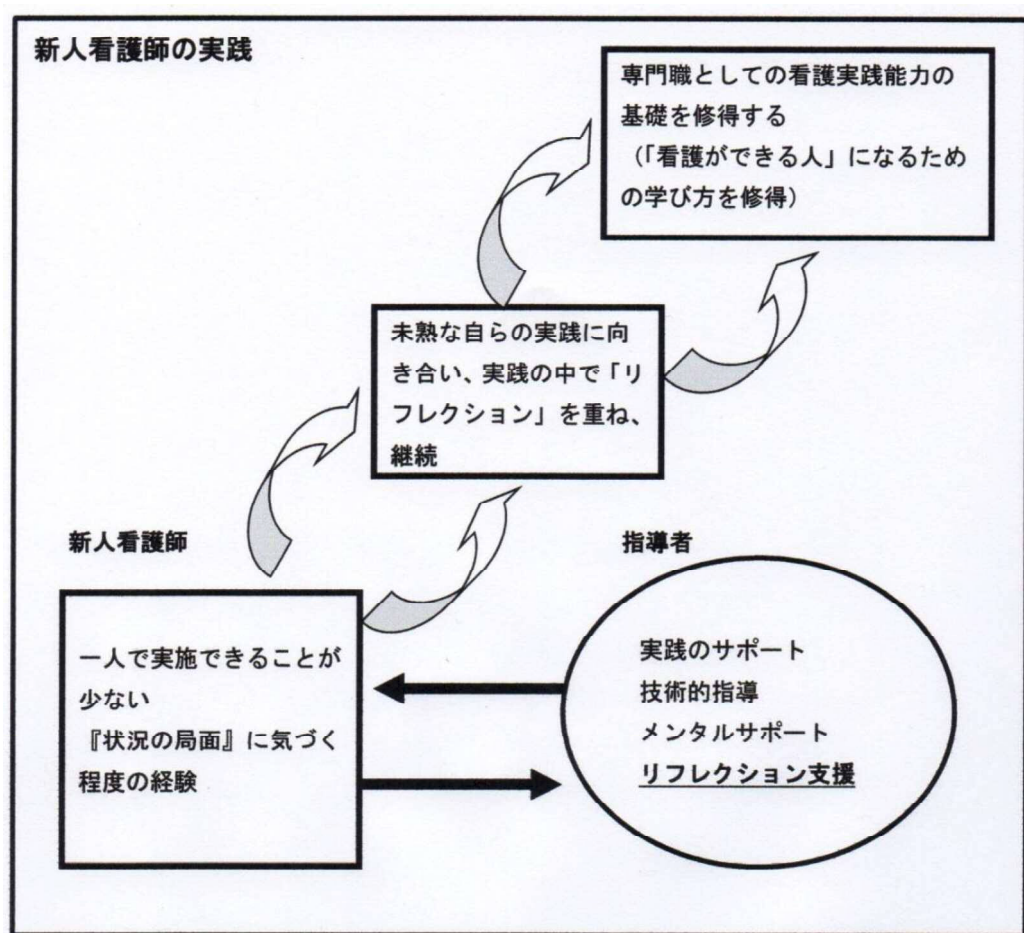 新人看護師の実践
専門職としての看護実践能力の
基礎を修得する
（「看護ができる人」になるため
の学び方を修得）
未熟な自らの実践に向
き合い、実践の中で「リ
フレクション」を重ね、
継続
新人看護師
指導者
一人で実施できることが
少ない
『状況の局面』に気づく
程度の経験
実践のサポート
技術的指導
メンタルサポート
リフレクション支援